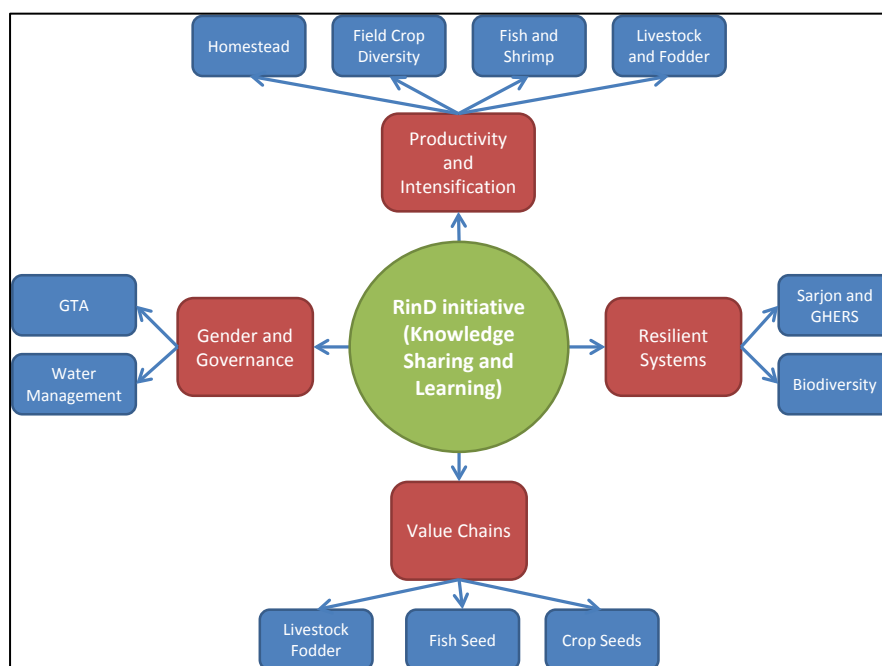 Homestead
Field Crop
Diversity
Fish and
Shrimp
Livestock
and Fodder
Productivity
and
Intensification
GTA
Water
Management
Gender and
Governance
RinD initiative
(Knowledge
Sharing and
Learning)
Resilient
Systems
Sarjon and
GHERS
Biodiversity
Value Chains
Livestock
Fodder
Fish Seed
Crop Seeds